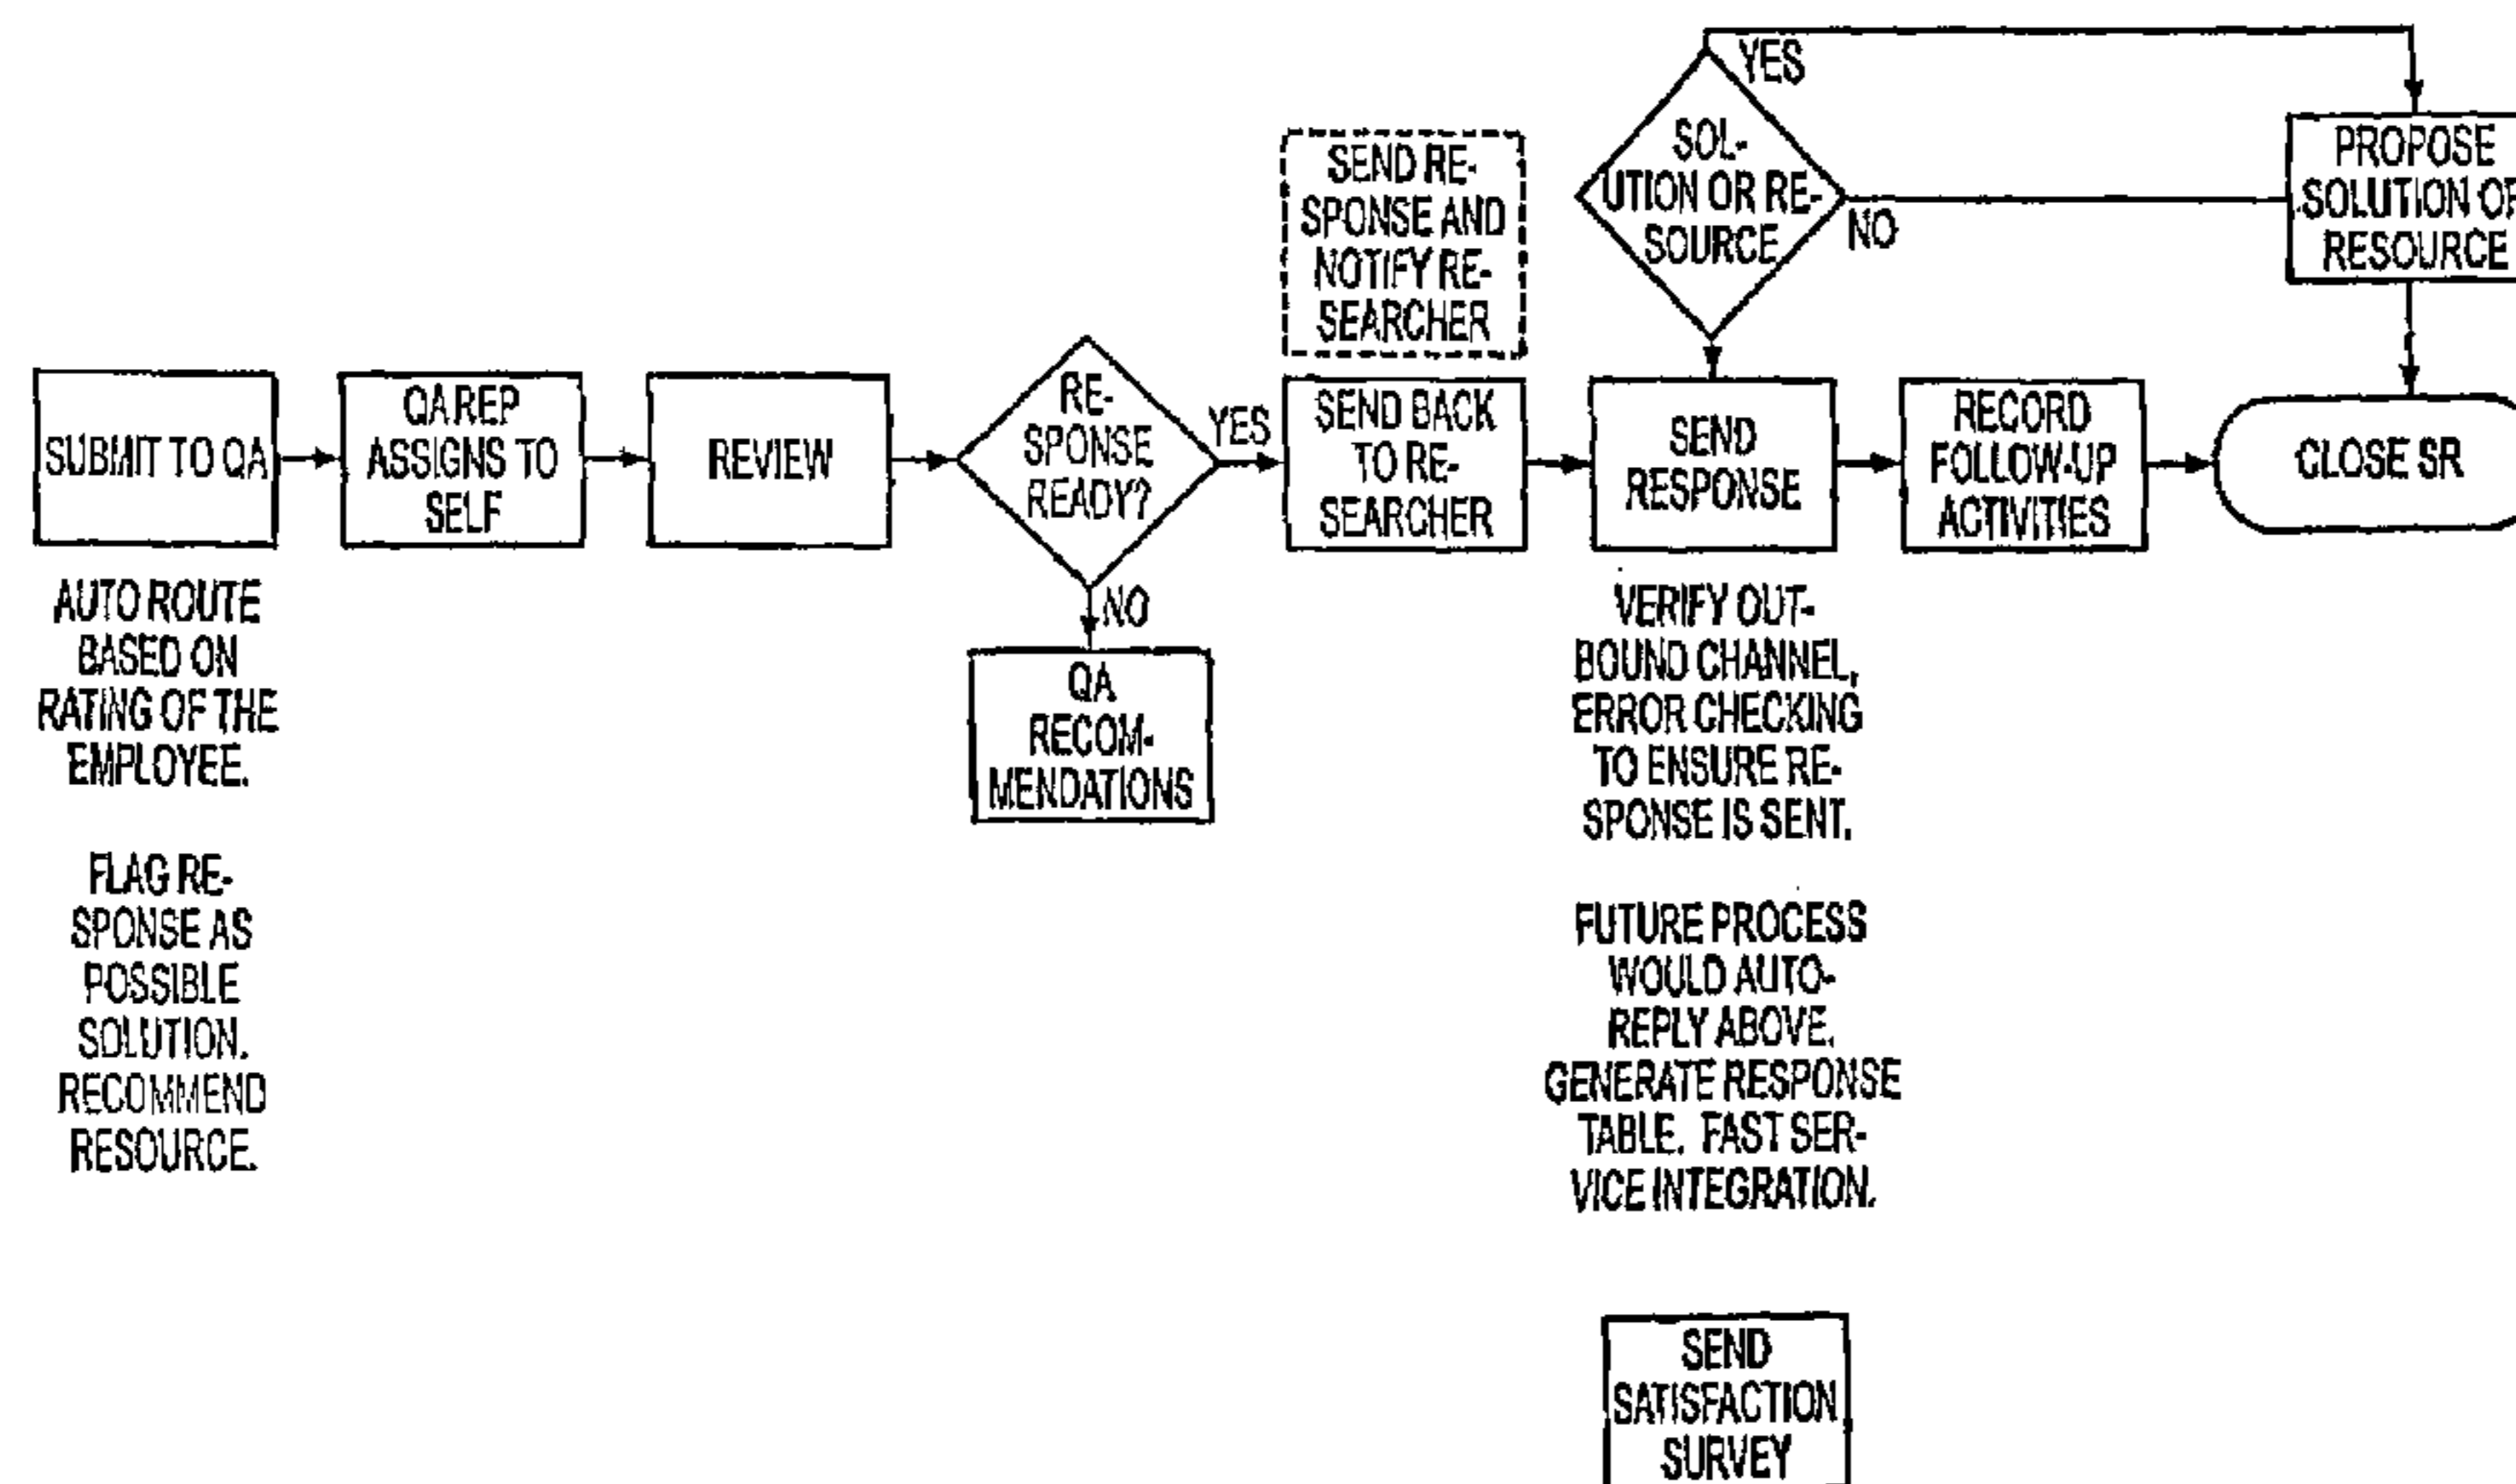 YES
SOL-
UTION OR RE-
SOURCE
NO
PROPOSE
SOLUTION OR
RESOURCE
SEND RE-
SPONSE AND
NOTIFY RE-
SEARCHER
SUBMIT TO QA
QA REP
ASSIGNS TO
SELF
REVIEW
RE-
SPONSE
READY?
YES
NO
SEND BACK
TO RE-
SEARCHER
SEND
RESPONSE
RECORD
FOLLOW-UP
ACTIVITIES
CLOSE SR
AUTO ROUTE
BASED ON
RATING OF THE
EMPLOYEE.
FLAG RE-
SPONSE AS
POSSIBLE
SOLUTION.
RECOMMEND
RESOURCE.
QA
RECOM-
MENDATIONS
VERIFY OUT-
BOUND CHANNEL,
ERROR CHECKING
TO ENSURE RE-
SPONSE IS SENT.
FUTURE PROCESS
WOULD AUTO-
REPLY ABOVE.
GENERATE RESPONSE
TABLE. FAST SER-
VICE INTEGRATION.
SEND
SATISFACTION
SURVEY